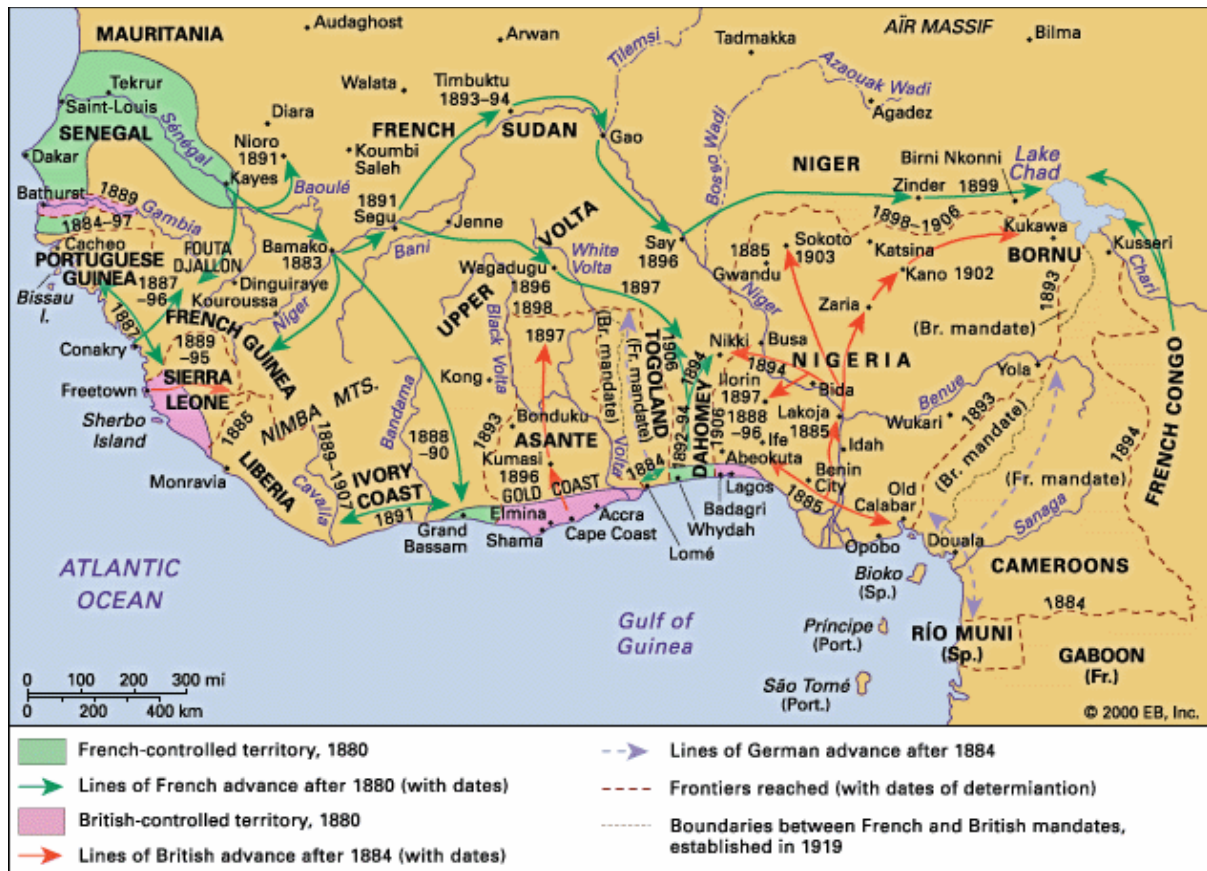 MAURITANIA
Audaghost
Arwan
Tilemsi
Tadmakka
AÏR MASSIF
Bilma
Tekrur
Saint-Louis
SENEGAL
Sénégal
Dakar
Diara
Nioro
1891
Walata
Timbuktu
1893–94
FRENCH
SUDAN
Koumbi
Saleh
Gao
Azaouak Wadi
Agadez
Bosso Wadi
NIGER
Birni Nkonni
Lake
Chad
Zinder
1899
1898–1906
Bathurst
1889
Gambia
1884–97
Kayes
Baoulé
1891
Segu
Jenne
Bani
Bamako
1883
Cacheo
PORTUGUESE
GUINEA
Bissau
I.
FOUTA
DJALLON
1887
–96
Dinguiraye
Kouroussa
Niger
FRENCH GUINEA
1887
Conakry
1889
–95
Freetown
SIERRA
LEONE
Sherbo
Island
1885
LIBERIA
Monravia
NIMBA MTS.
Cavalla
1889–1907
IVORY
COAST
1891
Bandama
1888
–90
Grand
Bassam
UPPER
VOLTA
White
Volta
Wagadugu
1896
1898
1897
Black Volta
1897
Kong
Bonduku
1893
ASANTE
Kumasi
1896
GOLD COAST
Elmina
Shama
Cape Coast
Accra
Volta
(Br. mandate)
(Fr. mandate)
TOGOLAND
1884
Lomé
Say
1896
Niger
1906
Nikki
1894
1892–94
DAHOMEY
1906
Whydah
Badagri
Lagos
Abeokuta
Ife
Ilorin
1897
1888
–96
Busa
1894
Bida
NIGERIA
Lakoja
1885
Idah
Benin
City
1885
1885
Gwandu
Sokoto
1903
Katsina
Kano 1902
Zaria
Kukawa
BORNU
Kusseri
Chari
1893
(Br. mandate)
Yola
Benue
Wukari
1893
(Br. mandate)
(Fr. mandate)
1894
FRENCH CONGO
Old
Calabar
Opobo
Douala
Sanaga
CAMEROONS
1884
Bioko
(Sp.)
Príncipe
(Port.)
São Tomé
(Port.)
RÍO MUNI
(Sp.)
GABOON
(Fr.)
ATLANTIC
OCEAN
Gulf of
Guinea
0 100 200 300 mi
0 200 400 km
© 2000 EB, Inc.
French-controlled territory, 1880
Lines of French advance after 1880 (with dates)
British-controlled territory, 1880
Lines of British advance after 1884 (with dates)
Lines of German advance after 1884
Frontiers reached (with dates of determiantion)
Boundaries between French and British mandates,
established in 1919